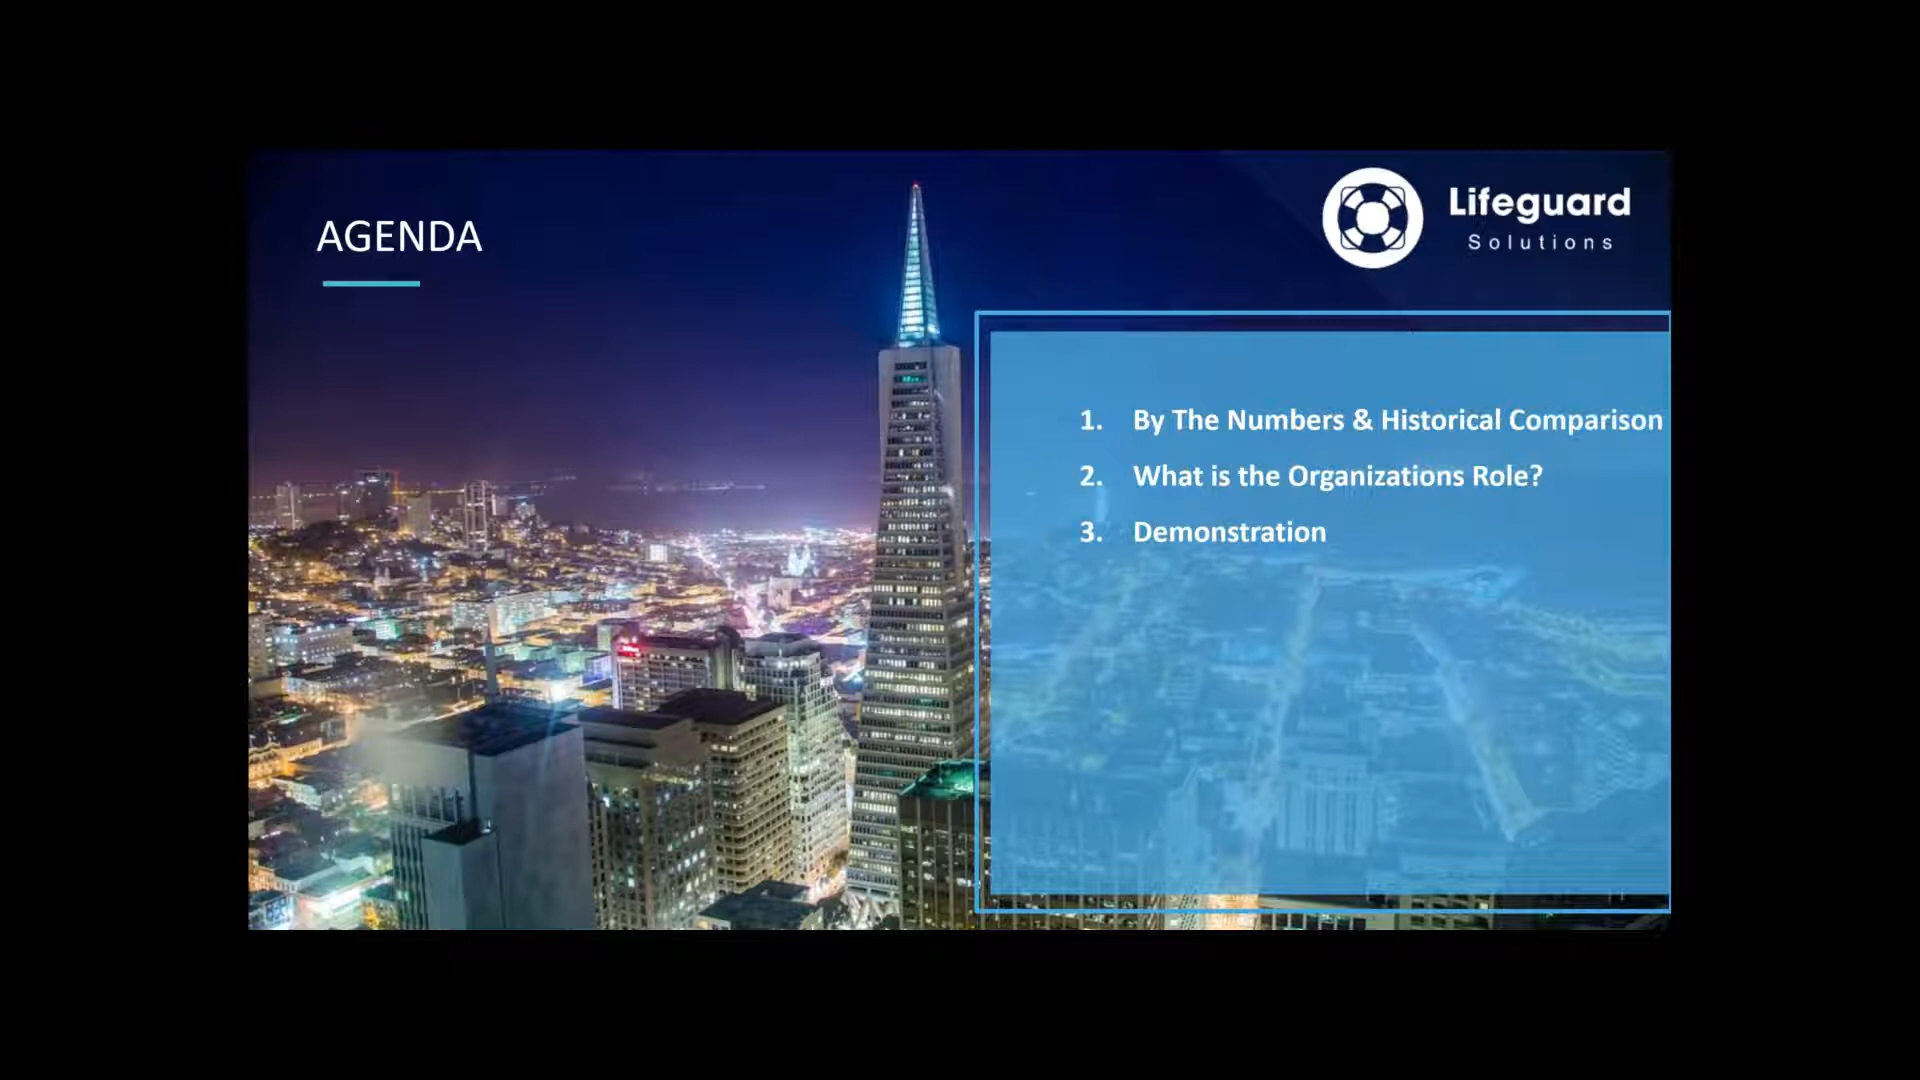 AGENDA
Lifeguard
Solutions
1. By The Numbers & Historical Comparison
2. What is the Organizations Role?
3. Demonstration